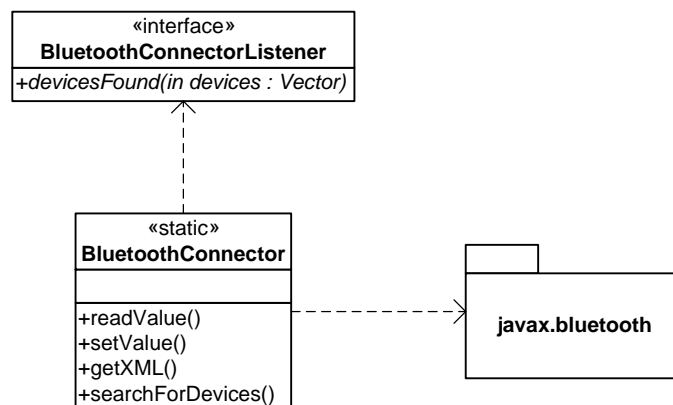 «interface»
BluetoothConnectorListener
+devicesFound(in devices : Vector)
«static»
BluetoothConnector
+readValue()
+setValue()
+getXML()
+searchForDevices()
javax.bluetooth